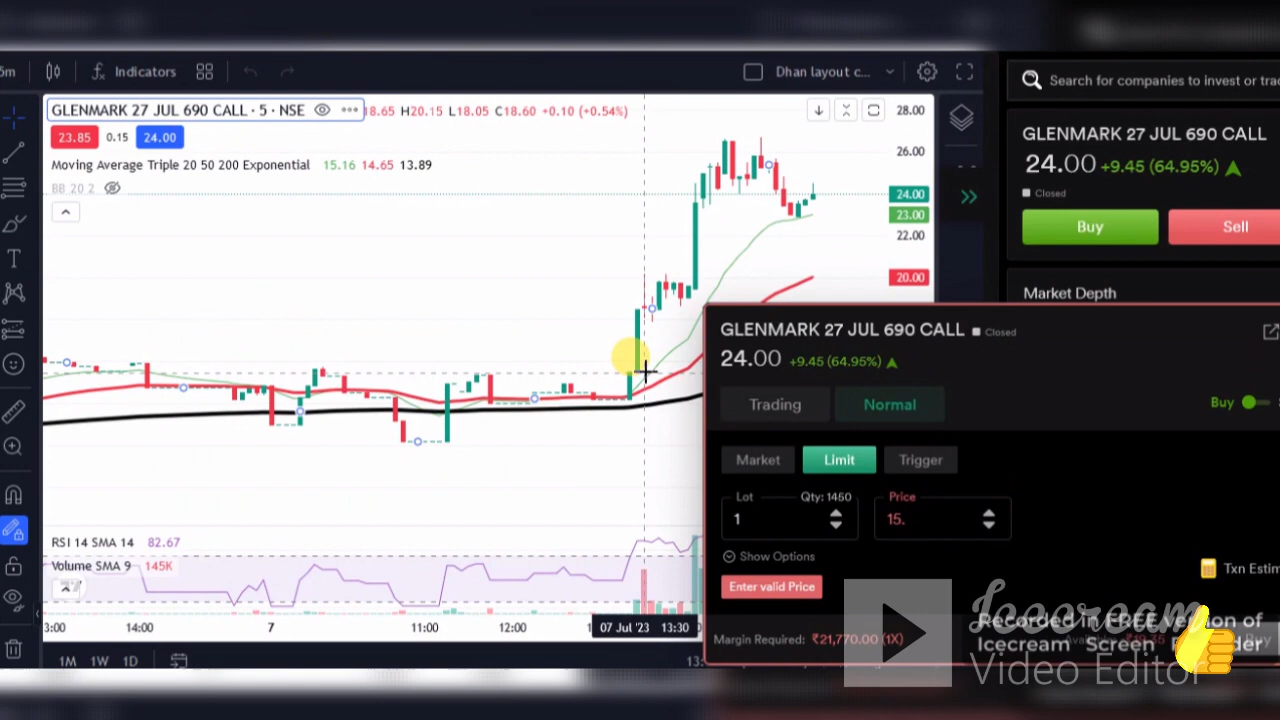 5m
Indicators
Dhan layout c...
Search for companies to invest or tra
GLENMARK 27 JUL 690 CALL · 5 · NSE
18.65 H20.15 L18.05 C18.60 +0.10 (+0.54%)
23.85 0.15 24.00
Moving Average Triple 20 50 200 Exponential 15.16 14.65 13.89
BB 20 2
28.00
26.00
24.00
23.00
22.00
20.00
GLENMARK 27 JUL 690 CALL
24.00 +9.45 (64.95%)
Closed
Buy
Sell
Market Depth
GLENMARK 27 JUL 690 CALL
Closed
24.00 +9.45 (64.95%)
Trading
Normal
Buy
Market
Limit
Trigger
Lot
Qty: 1450
1
Price
15.
Show Options
Enter valid Price
Txn Estim
Margin Required: ₹21,770.00 (1X)
RSI 14 SMA 14 82.67
Volume SMA 9 145K
3:00
14:00
7
11:00
12:00
07 Jul '23 13:30
1M 1W 1D
Icecream
Video Editor
Recorded in FREE version of
Icecream Screen